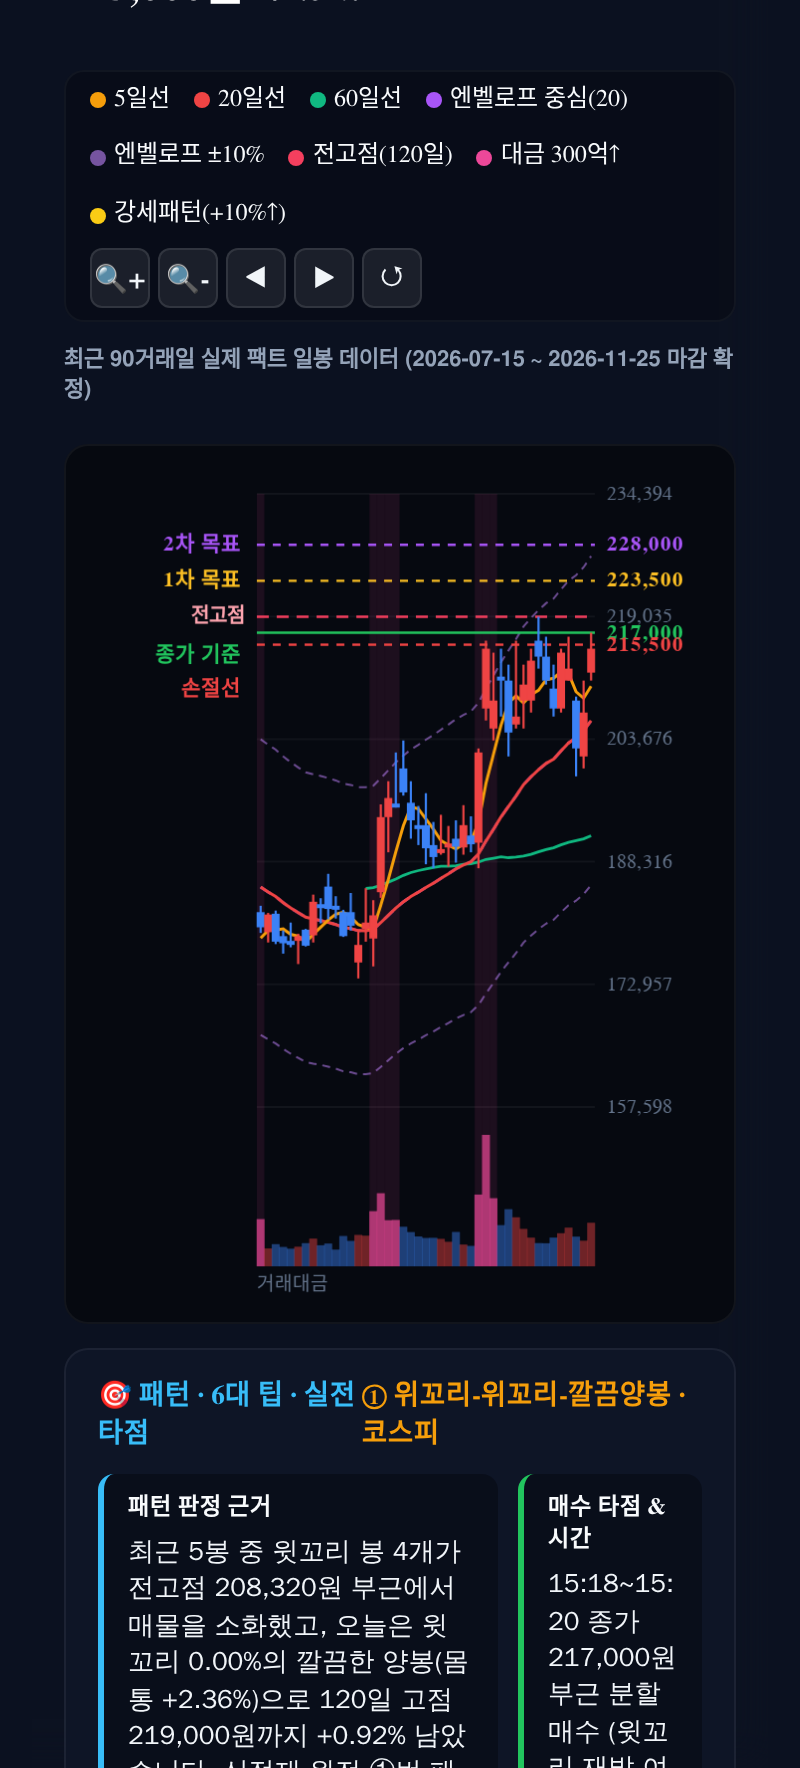 5일선 20일선 60일선 엔벨로프 중심(20)
엔벨로프 ±10% 전고점(120일) 대금 300억↑
강세패턴(+10%↑)
🔍+ 🔍- ◀ ▶ ↺
최근 90거래일 실제 팩트 일봉 데이터 (2026-07-15 ~ 2026-11-25 마감 확
정)
234,394
2차 목표 228,000
1차 목표 223,500
전고점 219,035
217,000
종가 기준 215,500
손절선
203,676
188,316
172,957
157,598
거래대금
🎯 패턴 · 6대 팁 · 실전
타점
① 위꼬리-위꼬리-깔끔양봉 ·
코스피
패턴 판정 근거
최근 5봉 중 윗꼬리 봉 4개가
전고점 208,320원 부근에서
매물을 소화했고, 오늘은 윗
꼬리 0.00%의 깔끔한 양봉(몸
통 +2.36%)으로 120일 고점
219,000원까지 +0.92% 남았
매수 타점 &
시간
15:18~15:
20 종가
217,000원
부근 분할
매수 (윗꼬